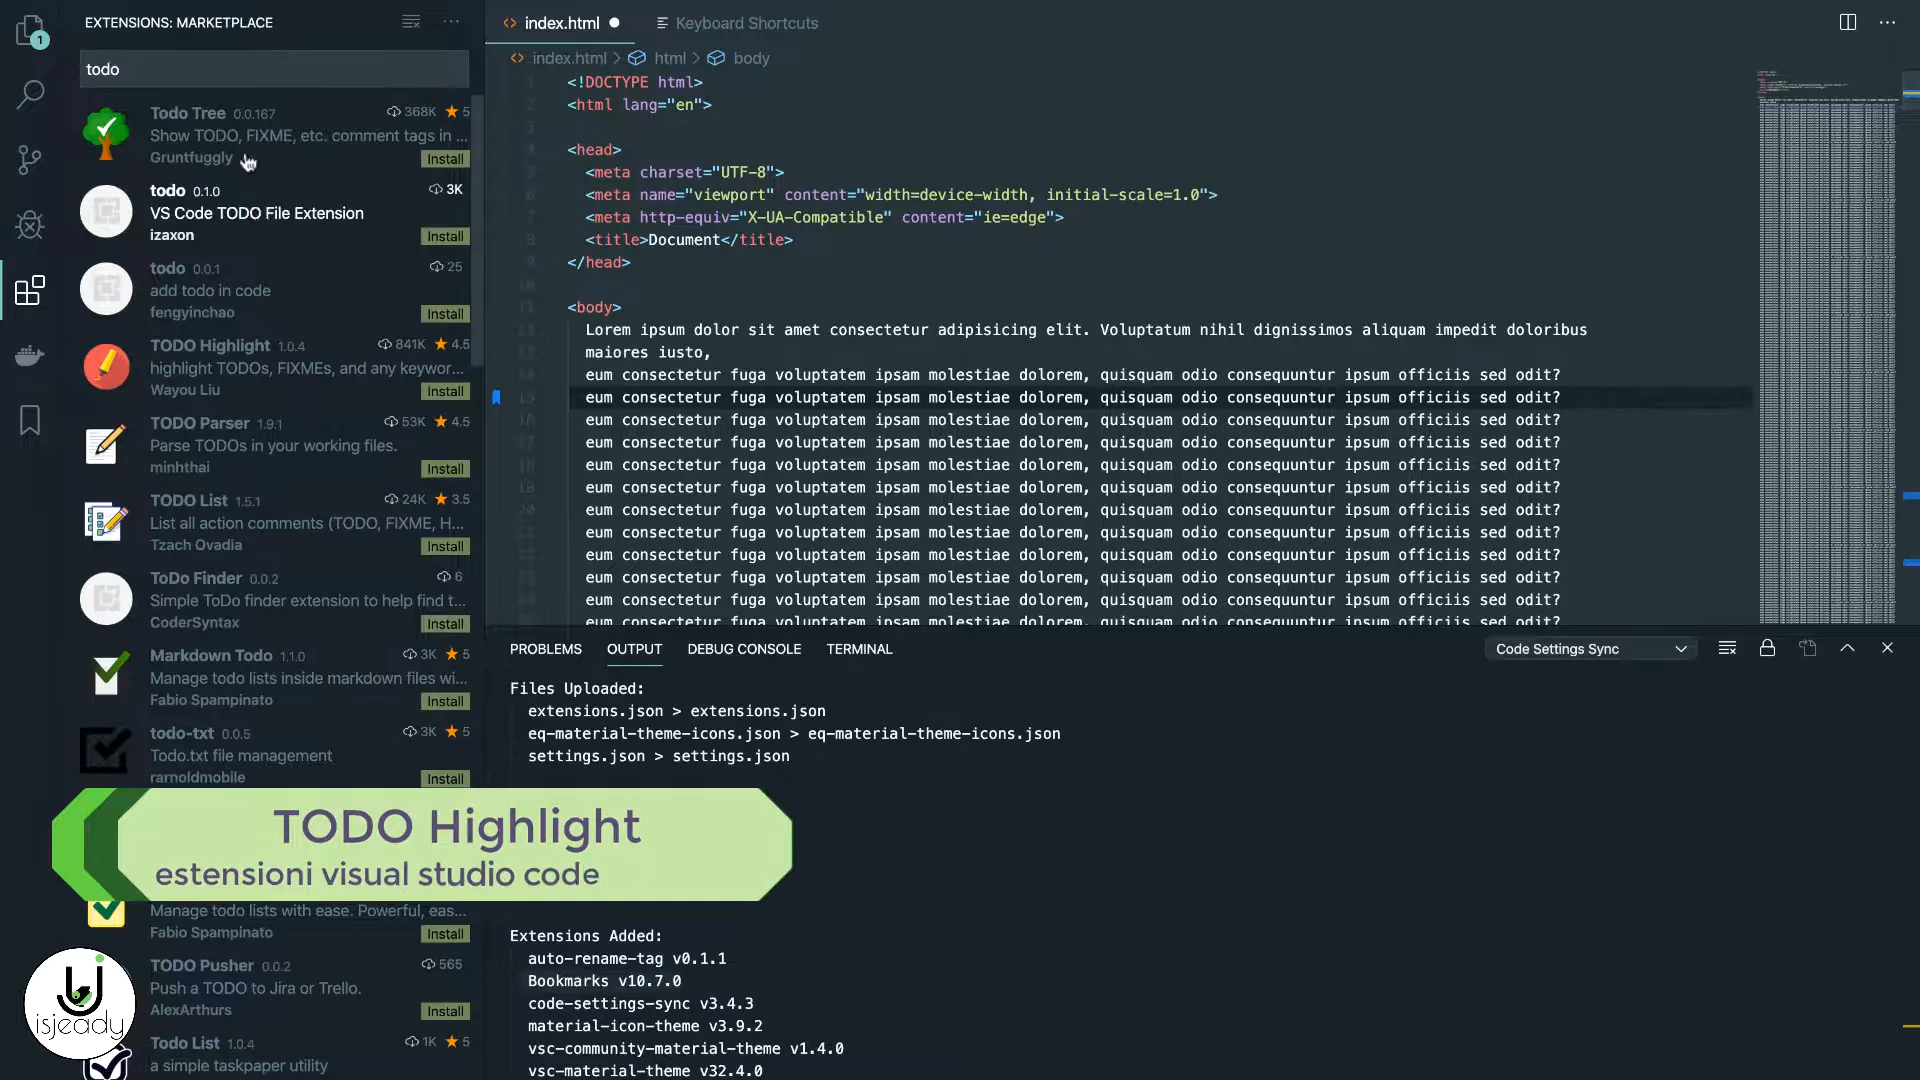 EXTENSIONS: MARKETPLACE
1
todo
Todo Tree 0.0.167 368K 5
Show TODO, FIXME, etc. comment tags in ...
Gruntfuggly Install
todo 0.1.0 3K
VS Code TODO File Extension
izaxon Install
todo 0.0.1 25
add todo in code
fengyinchao Install
TODO Highlight 1.0.4 841K 4.5
highlight TODOs, FIXMEs, and any keywor...
Wayou Liu Install
TODO Parser 1.9.1 53K 4.5
Parse TODOs in your working files.
minhthai Install
TODO List 1.5.1 24K 3.5
List all action comments (TODO, FIXME, H...
Tzach Ovadia Install
ToDo Finder 0.0.2 6
Simple ToDo finder extension to help find t...
CoderSyntax Install
Markdown Todo 1.1.0 3K 5
Manage todo lists inside markdown files wi...
Fabio Spampinato Install
todo-txt 0.0.5 3K 5
Todo.txt file management
rarnoldmobile Install
TODO Highlight
estensioni visual studio code
Manage todo lists with ease. Powerful, eas...
Fabio Spampinato Install
TODO Pusher 0.0.2 565
Push a TODO to Jira or Trello.
AlexArthurs Install
Todo List 1.0.4 1K 5
a simple taskpaper utility
isjeady
index.html Keyboard Shortcuts
index.html > html > body
<!DOCTYPE html>
<html lang="en">
<head>
<meta charset="UTF-8">
<meta name="viewport" content="width=device-width, initial-scale=1.0">
<meta http-equiv="X-UA-Compatible" content="ie=edge">
<title>Document</title>
</head>
<body>
Lorem ipsum dolor sit amet consectetur adipisicing elit. Voluptatum nihil dignissimos aliquam impedit doloribus
maiores iusto,
eum consectetur fuga voluptatem ipsam molestiae dolorem, quisquam odio consequuntur ipsum officiis sed odit?
eum consectetur fuga voluptatem ipsam molestiae dolorem, quisquam odio consequuntur ipsum officiis sed odit?
eum consectetur fuga voluptatem ipsam molestiae dolorem, quisquam odio consequuntur ipsum officiis sed odit?
eum consectetur fuga voluptatem ipsam molestiae dolorem, quisquam odio consequuntur ipsum officiis sed odit?
eum consectetur fuga voluptatem ipsam molestiae dolorem, quisquam odio consequuntur ipsum officiis sed odit?
eum consectetur fuga voluptatem ipsam molestiae dolorem, quisquam odio consequuntur ipsum officiis sed odit?
eum consectetur fuga voluptatem ipsam molestiae dolorem, quisquam odio consequuntur ipsum officiis sed odit?
eum consectetur fuga voluptatem ipsam molestiae dolorem, quisquam odio consequuntur ipsum officiis sed odit?
eum consectetur fuga voluptatem ipsam molestiae dolorem, quisquam odio consequuntur ipsum officiis sed odit?
eum consectetur fuga voluptatem ipsam molestiae dolorem, quisquam odio consequuntur ipsum officiis sed odit?
eum consectetur fuga voluptatem ipsam molestiae dolorem, quisquam odio consequuntur ipsum officiis sed odit?
eum consectetur fuga voluptatem ipsam molestiae dolorem, quisquam odio consequuntur ipsum officiis sed odit?
PROBLEMS OUTPUT DEBUG CONSOLE TERMINAL Code Settings Sync
Files Uploaded:
extensions.json > extensions.json
eq-material-theme-icons.json > eq-material-theme-icons.json
settings.json > settings.json
Extensions Added:
auto-rename-tag v0.1.1
Bookmarks v10.7.0
code-settings-sync v3.4.3
material-icon-theme v3.9.2
vsc-community-material-theme v1.4.0
vsc-material-theme v32.4.0